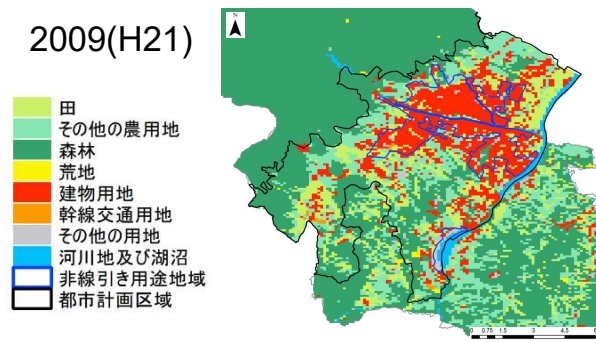 2009(H21)
N
田
その他の農用地
森林
荒地
建物用地
幹線交通用地
その他の用地
河川地及び湖沼
非線引き用途地域
都市計画区域
0 0.75 1.5 3 4.5 6